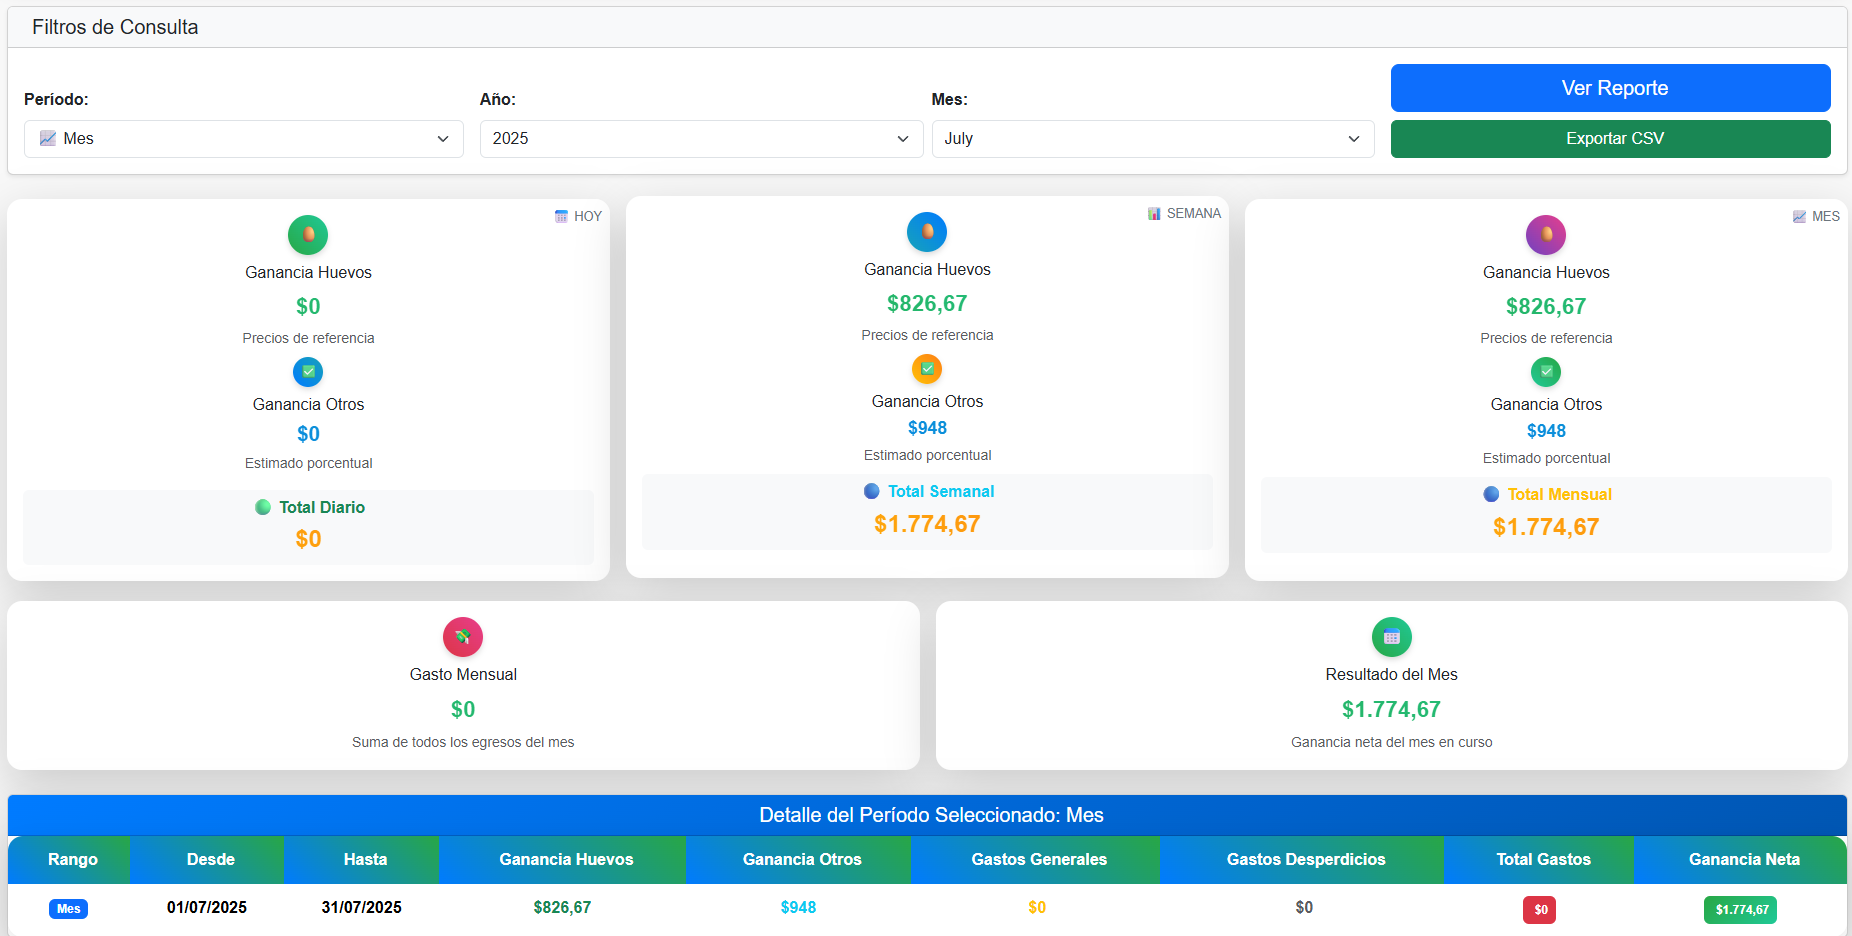 Filtros de Consulta
Período:
Mes
Año:
2025
Mes:
July
Ver Reporte
Exportar CSV
HOY
Ganancia Huevos
$0
Precios de referencia
Ganancia Otros
$0
Estimado porcentual
Total Diario
$0
SEMANA
Ganancia Huevos
$826,67
Precios de referencia
Ganancia Otros
$948
Estimado porcentual
Total Semanal
$1.774,67
MES
Ganancia Huevos
$826,67
Precios de referencia
Ganancia Otros
$948
Estimado porcentual
Total Mensual
$1.774,67
Gasto Mensual
$0
Suma de todos los egresos del mes
Resultado del Mes
$1.774,67
Ganancia neta del mes en curso
Detalle del Período Seleccionado: Mes
Rango Desde Hasta Ganancia Huevos Ganancia Otros Gastos Generales Gastos Desperdicios Total Gastos Ganancia Neta
Mes 01/07/2025 31/07/2025 $826,67 $948 $0 $0 $0 $1.774,67